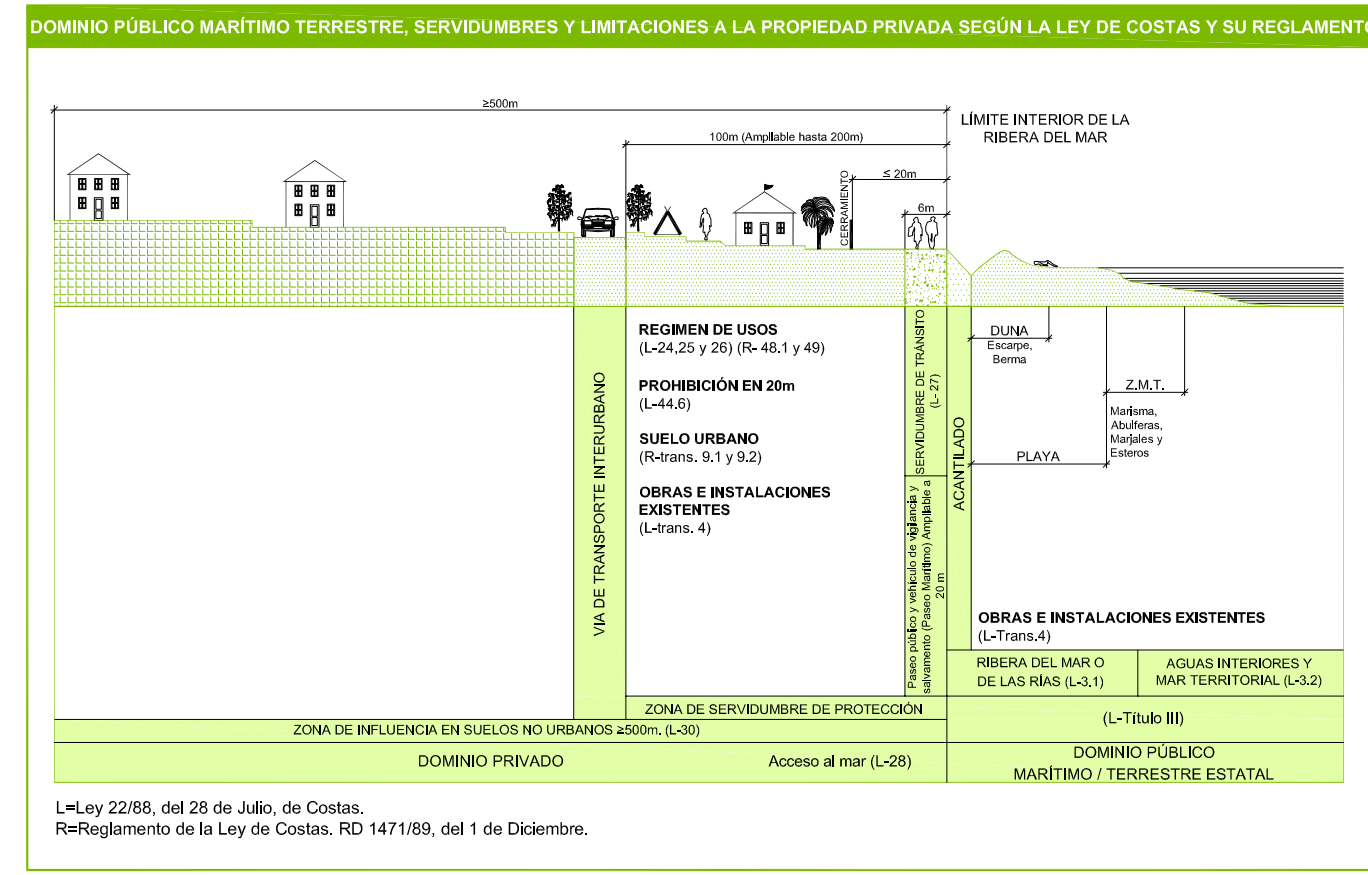 DOMINIO PÚBLICO MARÍTIMO TERRESTRE, SERVIDUMBRES Y LIMITACIONES A LA PROPIEDAD PRIVADA SEGÚN LA LEY DE COSTAS Y SU REGLAMENTO
≥500m
LÍMITE INTERIOR DE LA
RIBERA DEL MAR
100m (Ampliable hasta 200m)
≤ 20m
CERRAMIENTO
6m
VIA DE TRANSPORTE INTERURBANO
REGIMEN DE USOS
(L-24,25 y 26) (R- 48.1 y 49)
PROHIBICIÓN EN 20m
(L-44.6)
SUELO URBANO
(R-trans. 9.1 y 9.2)
OBRAS E INSTALACIONES
EXISTENTES
(L-trans. 4)
SERVIDUMBRE DE TRÁNSITO
(L- 27)
Paseo público y vehículo de vigilancia y
salvamento (Paseo Marítimo) Ampliable a
20 m
ACANTILADO
DUNA
Escarpe,
Berma
Z.M.T.
Marisma,
Abulferas,
Marjales y
Esteros
PLAYA
OBRAS E INSTALACIONES EXISTENTES
(L-Trans.4)
RIBERA DEL MAR O
DE LAS RÍAS (L-3.1)
AGUAS INTERIORES Y
MAR TERRITORIAL (L-3.2)
ZONA DE SERVIDUMBRE DE PROTECCIÓN
(L-Título III)
ZONA DE INFLUENCIA EN SUELOS NO URBANOS ≥500m. (L-30)
DOMINIO PRIVADO
Acceso al mar (L-28)
DOMINIO PÚBLICO
MARÍTIMO / TERRESTRE ESTATAL
L=Ley 22/88, del 28 de Julio, de Costas.
R=Reglamento de la Ley de Costas. RD 1471/89, del 1 de Diciembre.